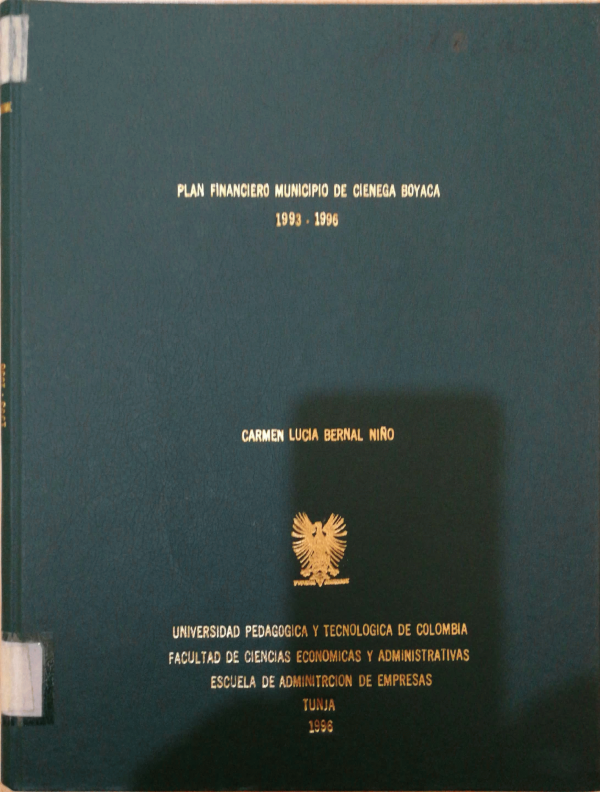 PLAN FINANCIERO MUNICIPIO DE CIENEGA BOYACA
1993 - 1996
CARMEN LUCIA BERNAL NIÑO
UNIVERSIDAD PEDAGOGICA Y TECNOLOGICA DE COLOMBIA
FACULTAD DE CIENCIAS ECONOMICAS Y ADMINISTRATIVAS
ESCUELA DE ADMINITRCION DE EMPRESAS
TUNJA
1996